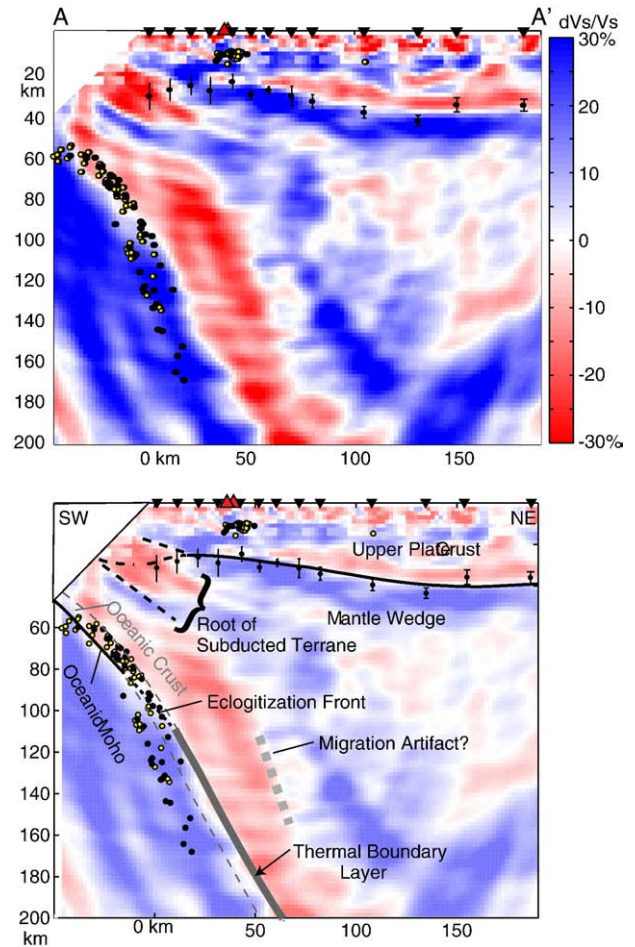 A
A'
dVs/Vs
30%
20
10
0
-10
-20
-30%
20
km
40
60
80
100
120
140
160
180
200
0 km
50
100
150
SW
NE
Upper Platrust
Mantle Wedge
Root of
Subducted Terrane
Oceanic Crust
Oceanic Moho
Eclogitization Front
Migration Artifact?
Thermal Boundary
Layer
60
80
100
120
140
160
180
200
km
0 km
50
100
150